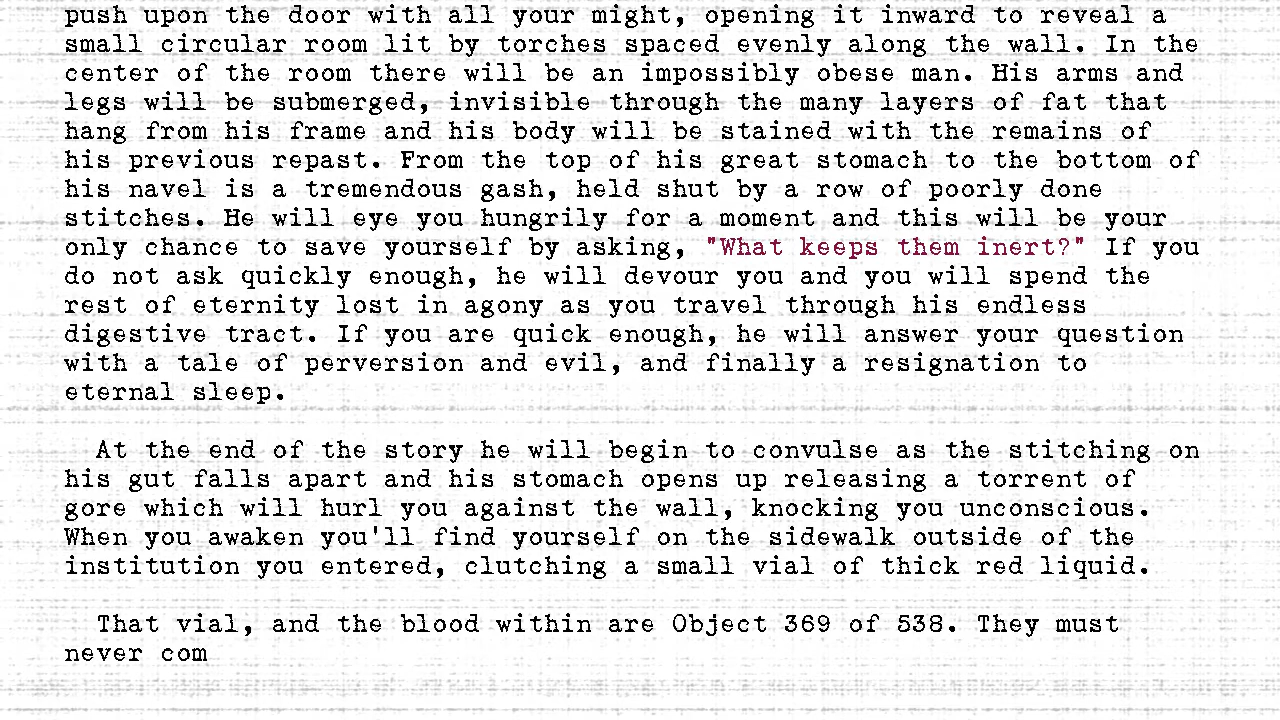 push upon the door with all your might, opening it inward to reveal a
small circular room lit by torches spaced evenly along the wall. In the
center of the room there will be an impossibly obese man. His arms and
legs will be submerged, invisible through the many layers of fat that
hang from his frame and his body will be stained with the remains of
his previous repast. From the top of his great stomach to the bottom of
his navel is a tremendous gash, held shut by a row of poorly done
stitches. He will eye you hungrily for a moment and this will be your
only chance to save yourself by asking, "What keeps them inert?" If you
do not ask quickly enough, he will devour you and you will spend the
rest of eternity lost in agony as you travel through his endless
digestive tract. If you are quick enough, he will answer your question
with a tale of perversion and evil, and finally a resignation to
eternal sleep.
At the end of the story he will begin to convulse as the stitching on
his gut falls apart and his stomach opens up releasing a torrent of
gore which will hurl you against the wall, knocking you unconscious.
When you awaken you'll find yourself on the sidewalk outside of the
institution you entered, clutching a small vial of thick red liquid.
That vial, and the blood within are Object 369 of 538. They must
never com